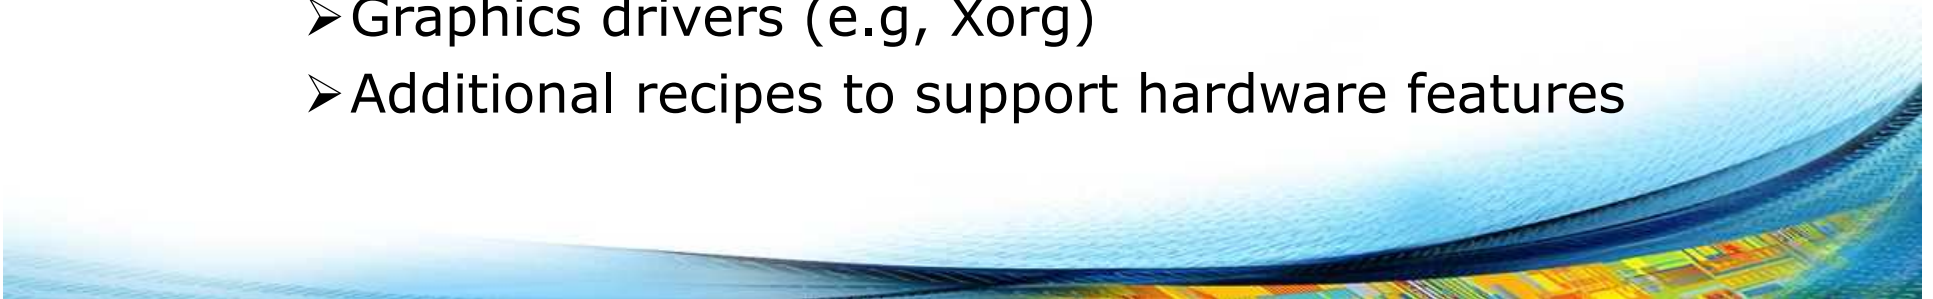 ➢Graphics drivers (e.g, Xorg)
➢Additional recipes to support hardware features